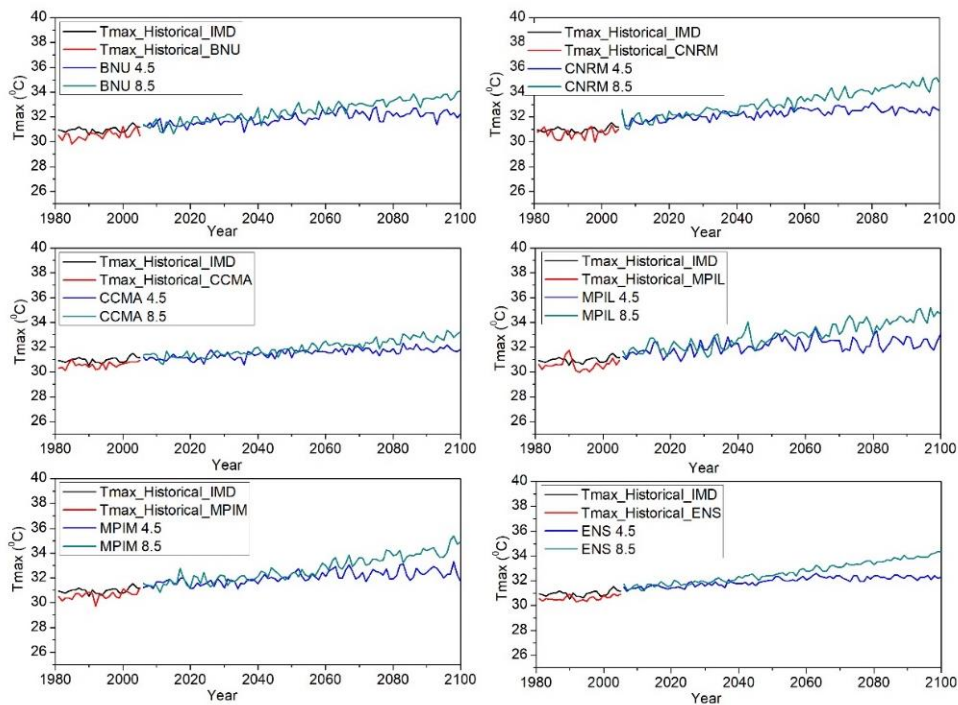 40
38
36
34
32
30
28
26
Tmax (⁰C)
Tmax_Historical_IMD
Tmax_Historical_BNU
BNU 4.5
BNU 8.5
1980 2000 2020 2040 2060 2080 2100
Year
40
38
36
34
32
30
28
26
Tmax (⁰C)
Tmax_Historical_IMD
Tmax_Historical_CNRM
CNRM 4.5
CNRM 8.5
1980 2000 2020 2040 2060 2080 2100
Year
40
38
36
34
32
30
28
26
Tmax (⁰C)
Tmax_Historical_IMD
Tmax_Historical_CCMA
CCMA 4.5
CCMA 8.5
1980 2000 2020 2040 2060 2080 2100
Year
40
38
36
34
32
30
28
26
Tmax (⁰C)
Tmax_Historical_IMD
Tmax_Historical_MPIL
MPIL 4.5
MPIL 8.5
1980 2000 2020 2040 2060 2080 2100
Year
40
38
36
34
32
30
28
26
Tmax (⁰C)
Tmax_Historical_IMD
Tmax_Historical_MPIM
MPIM 4.5
MPIM 8.5
1980 2000 2020 2040 2060 2080 2100
Year
40
38
36
34
32
30
28
26
Tmax (⁰C)
Tmax_Historical_IMD
Tmax_Historical_ENS
ENS 4.5
ENS 8.5
1980 2000 2020 2040 2060 2080 2100
Year